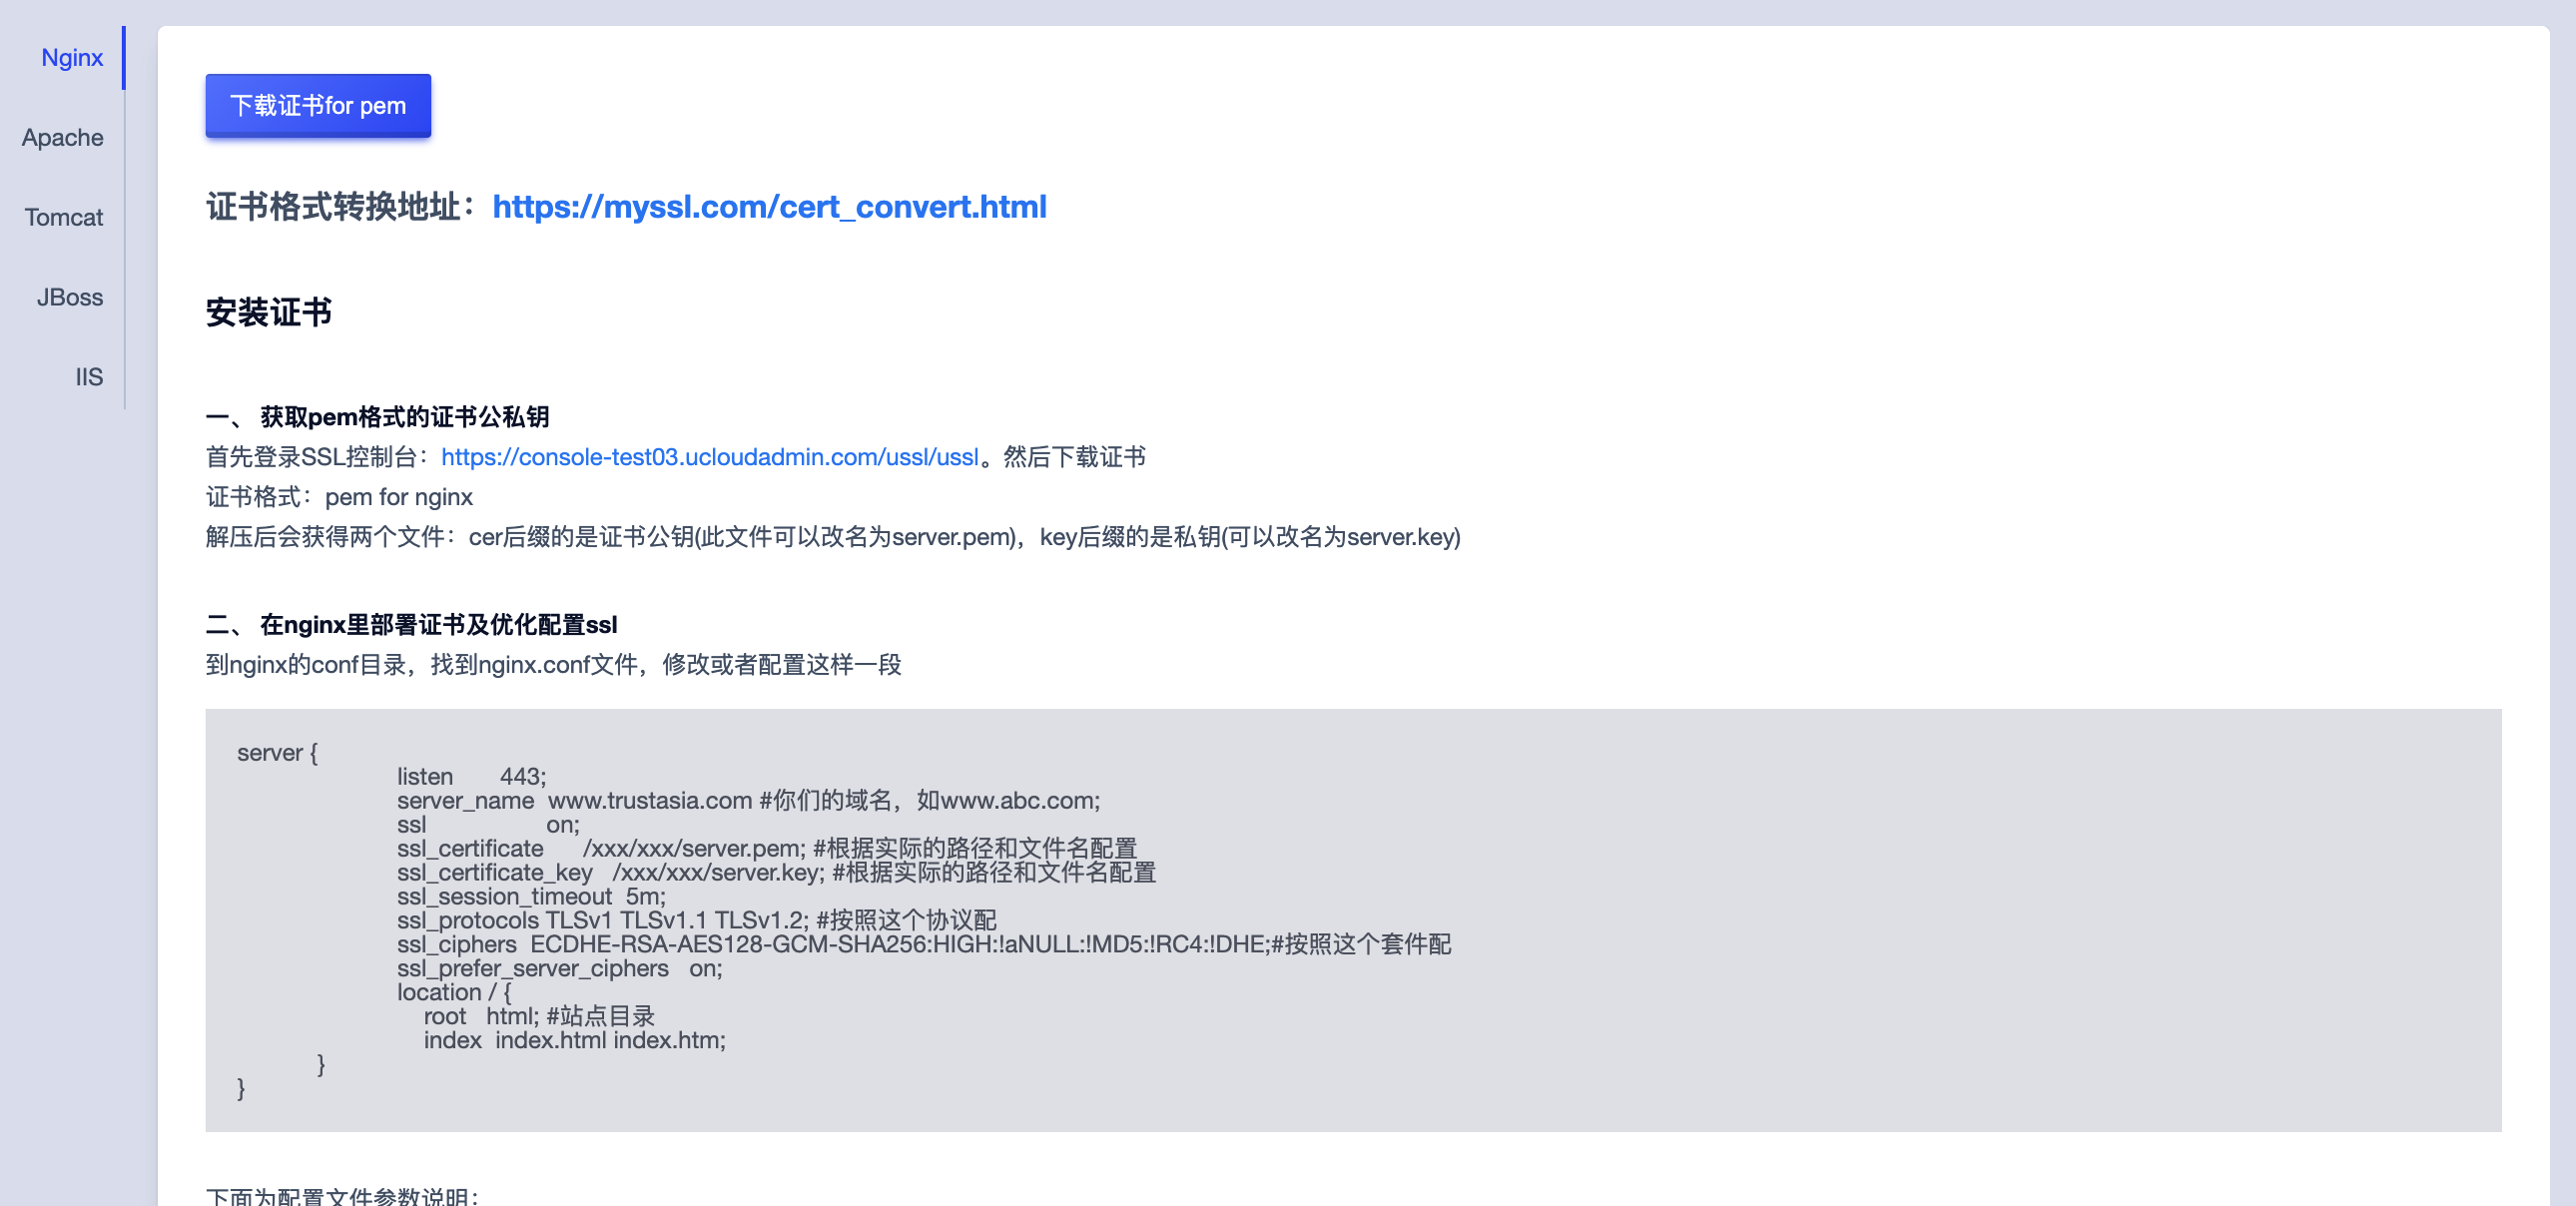 Nginx
Apache
Tomcat
JBoss
IIS
下载证书for pem
证书格式转换地址：https://myssl.com/cert_convert.html
安装证书
一、 获取pem格式的证书公私钥
首先登录SSL控制台：https://console-test03.ucloudadmin.com/ussl/ussl。然后下载证书
证书格式：pem for nginx
解压后会获得两个文件：cer后缀的是证书公钥(此文件可以改名为server.pem)，key后缀的是私钥(可以改名为server.key)
二、 在nginx里部署证书及优化配置ssl
到nginx的conf目录，找到nginx.conf文件，修改或者配置这样一段
server {
listen 443;
server_name www.trustasia.com #你们的域名，如www.abc.com;
ssl on;
ssl_certificate /xxx/xxx/server.pem; #根据实际的路径和文件名配置
ssl_certificate_key /xxx/xxx/server.key; #根据实际的路径和文件名配置
ssl_session_timeout 5m;
ssl_protocols TLSv1 TLSv1.1 TLSv1.2; #按照这个协议配
ssl_ciphers ECDHE-RSA-AES128-GCM-SHA256:HIGH:!aNULL:!MD5:!RC4:!DHE;#按照这个套件配
ssl_prefer_server_ciphers on;
location / {
root html; #站点目录
index index.html index.htm;
}
}
下面为配置文件参数说明：